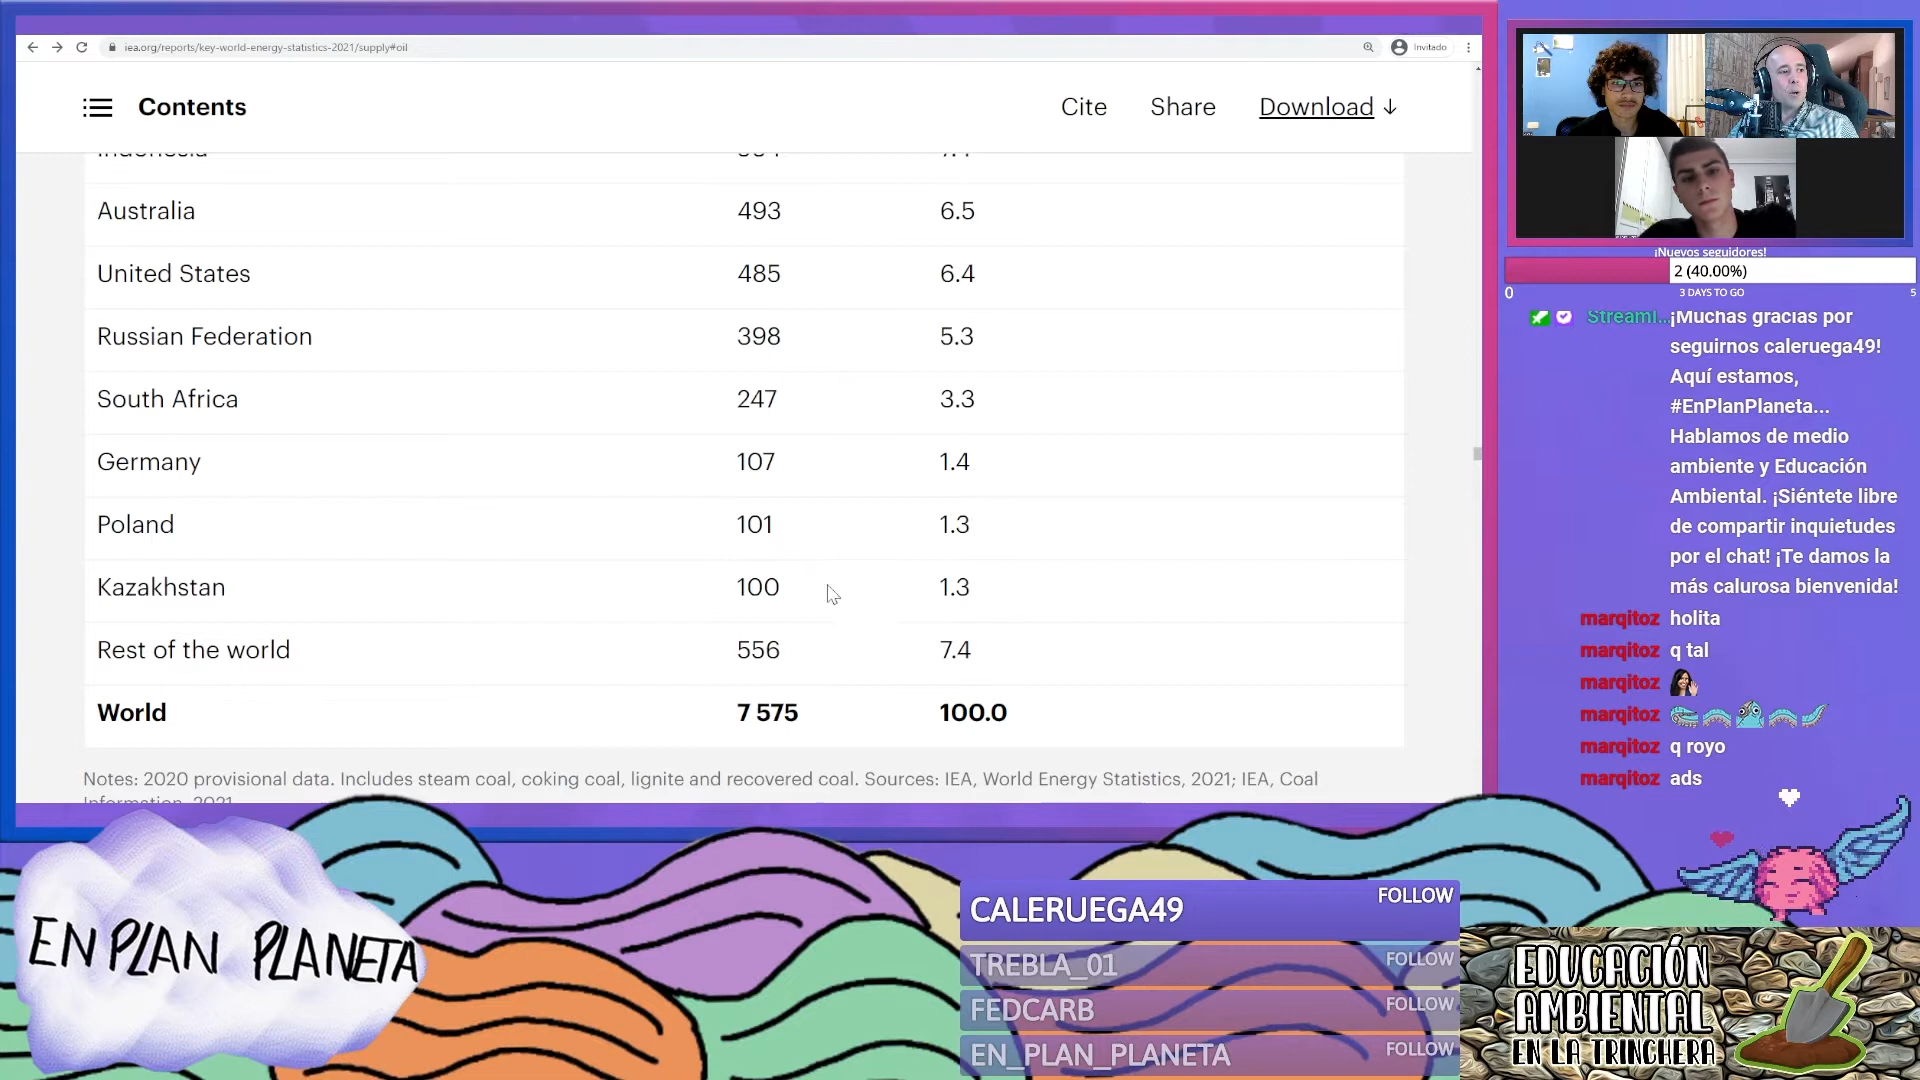 iea.org/reports/key-world-energy-statistics-2021/supply#oil
Invitado
Contents
Cite Share Download ↓
Australia 493 6.5
United States 485 6.4
Russian Federation 398 5.3
South Africa 247 3.3
Germany 107 1.4
Poland 101 1.3
Kazakhstan 100 1.3
Rest of the world 556 7.4
World 7 575 100.0
Notes: 2020 provisional data. Includes steam coal, coking coal, lignite and recovered coal. Sources: IEA, World Energy Statistics, 2021; IEA, Coal
Information, 2021
¡Nuevos seguidores!
2 (40.00%)
0 3 DAYS TO GO 5
Streaml... ¡Muchas gracias por
seguirnos caleruega49!
Aquí estamos,
#EnPlanPlaneta...
Hablamos de medio
ambiente y Educación
Ambiental. ¡Siéntete libre
de compartir inquietudes
por el chat! ¡Te damos la
más calurosa bienvenida!
marqitoz holita
marqitoz q tal
marqitoz
marqitoz
marqitoz q royo
marqitoz ads
EN PLAN PLANETA
CALERUEGA49 FOLLOW
TREBLA_01 FOLLOW
FEDCARB FOLLOW
EN_PLAN_PLANETA FOLLOW
EDUCACIÓN
AMBIENTAL
EN LA TRINCHERA